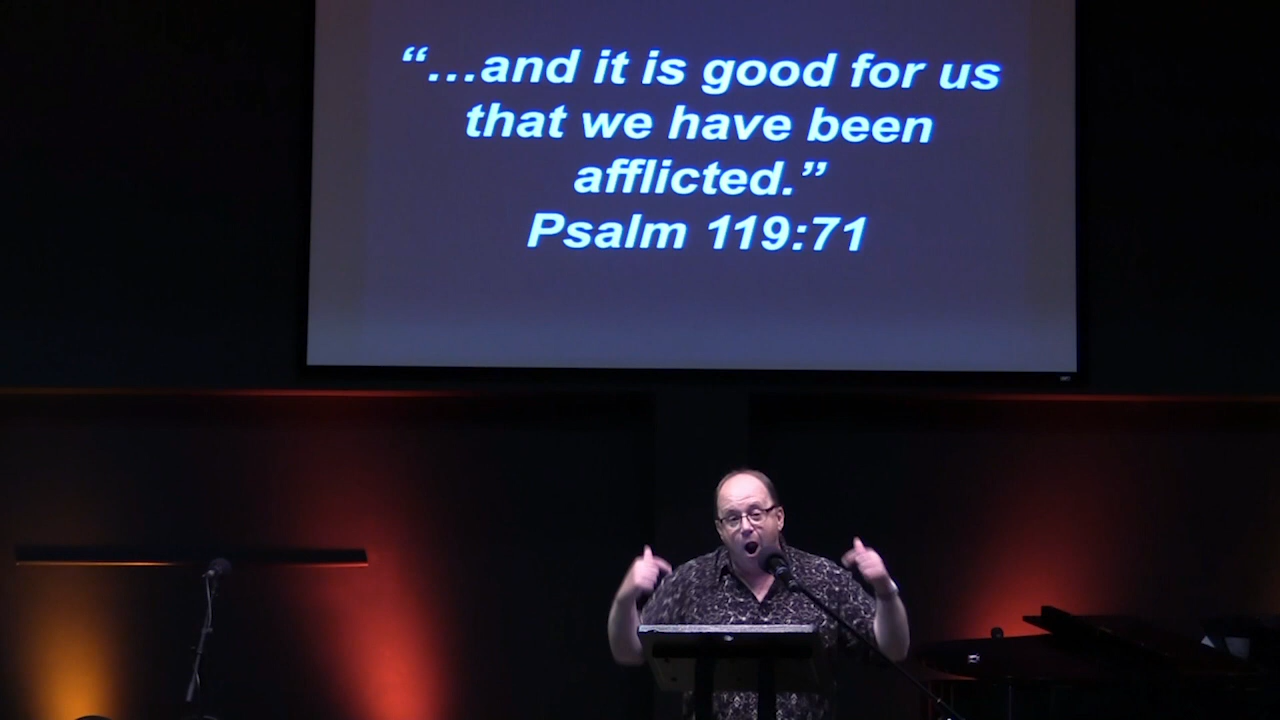 “…and it is good for us
that we have been
afflicted.”
Psalm 119:71